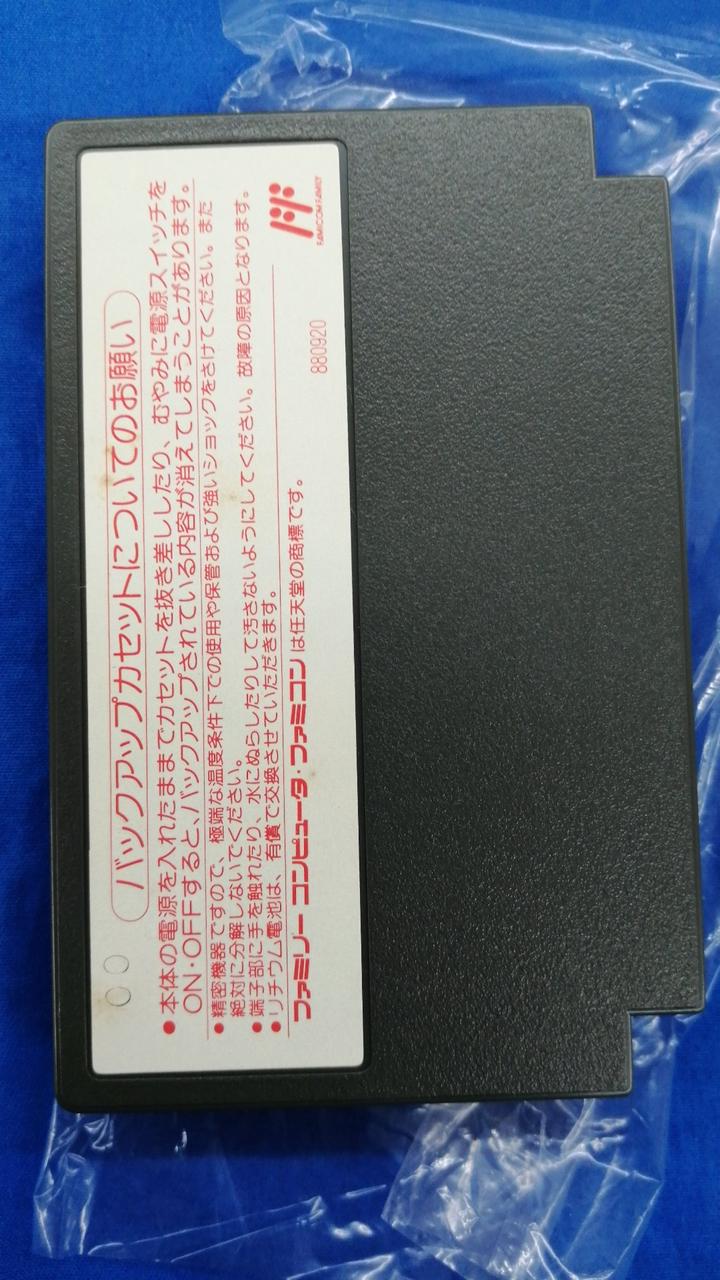 バックアップカセットについてのお願い
●本体の電源を入れたままでカセットを抜き差ししたり、むやみに電源スイッチを
ON・OFFすると、バックアップされている内容が消えてしまうことがあります。
●精密機器ですので、極端な温度条件下での使用や保管および強いショックをさけてください。また
絶対に分解しないでください。
●端子部に手を触れたり、水にぬらしたりして汚さないようにしてください。故障の原因となります。
●リチウム電池は、有償で交換させていただきます。
ファミリーコンピュータ・ファミコンは任天堂の商標です。
880920
FAMICOM FAMILY